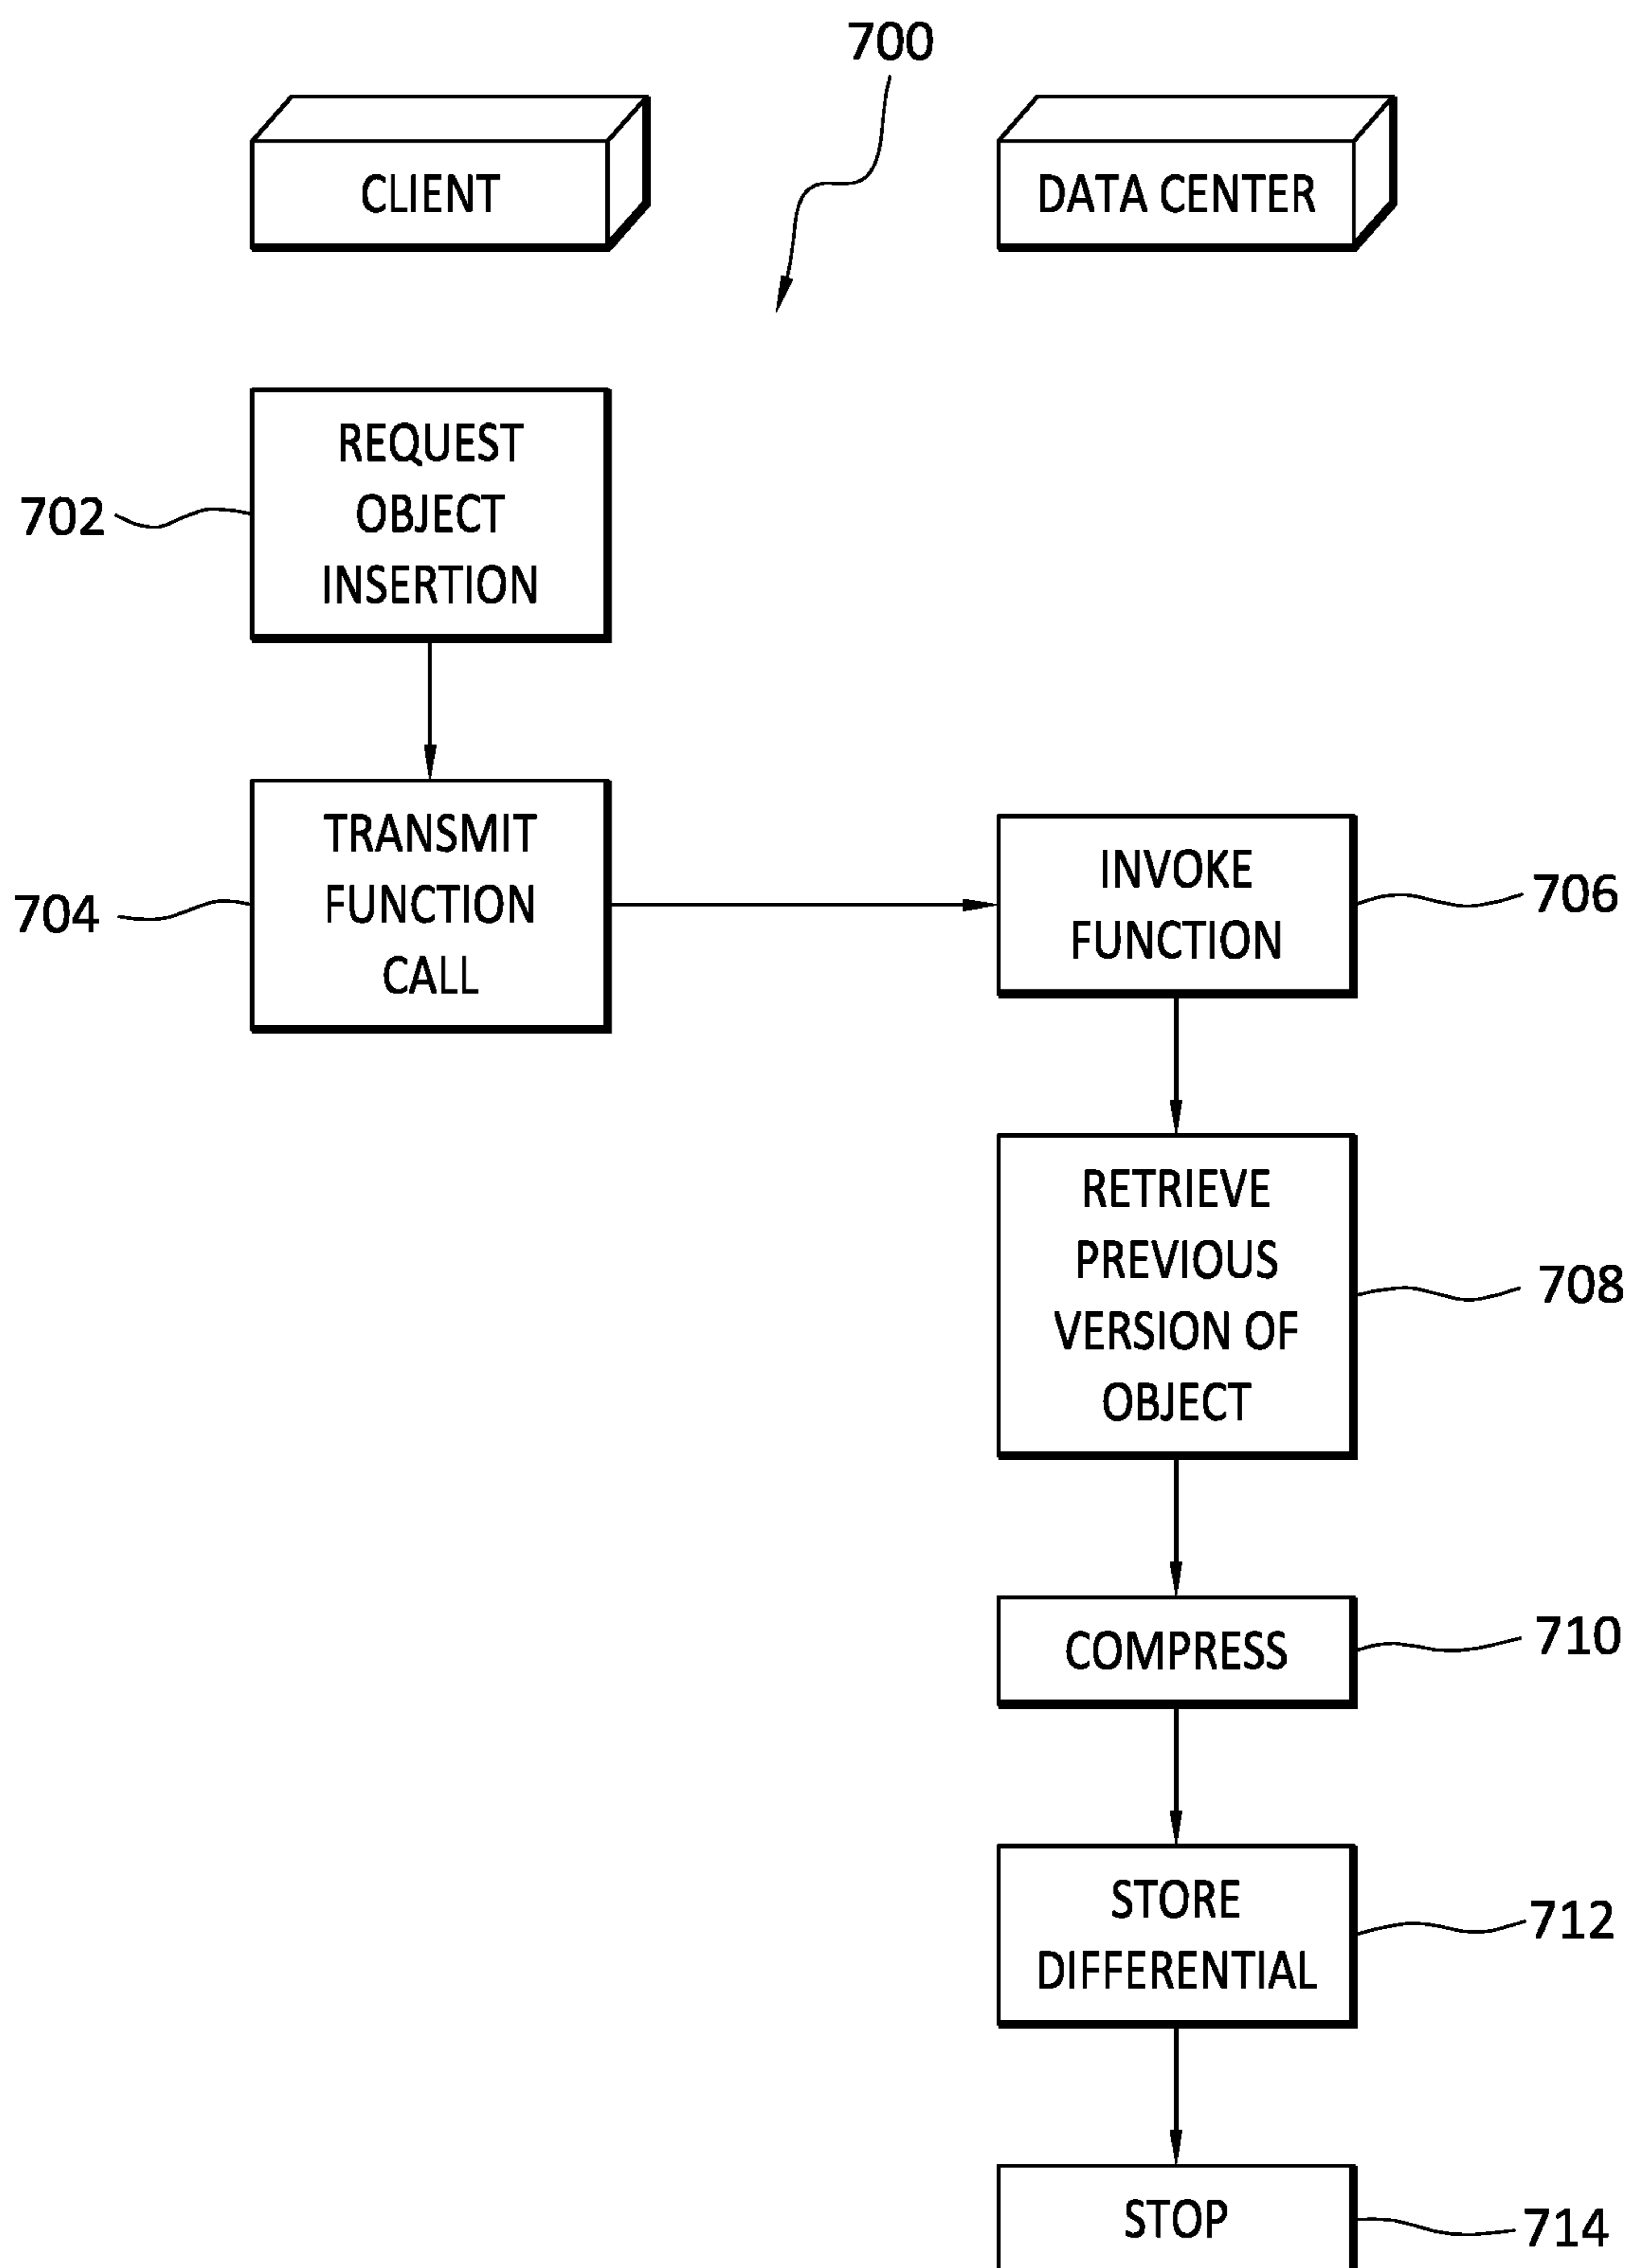 700
CLIENT
DATA CENTER
REQUEST
OBJECT
INSERTION
702
TRANSMIT
FUNCTION
CALL
704
INVOKE
FUNCTION
706
RETRIEVE
PREVIOUS
VERSION OF
OBJECT
708
COMPRESS
710
STORE
DIFFERENTIAL
712
STOP
714